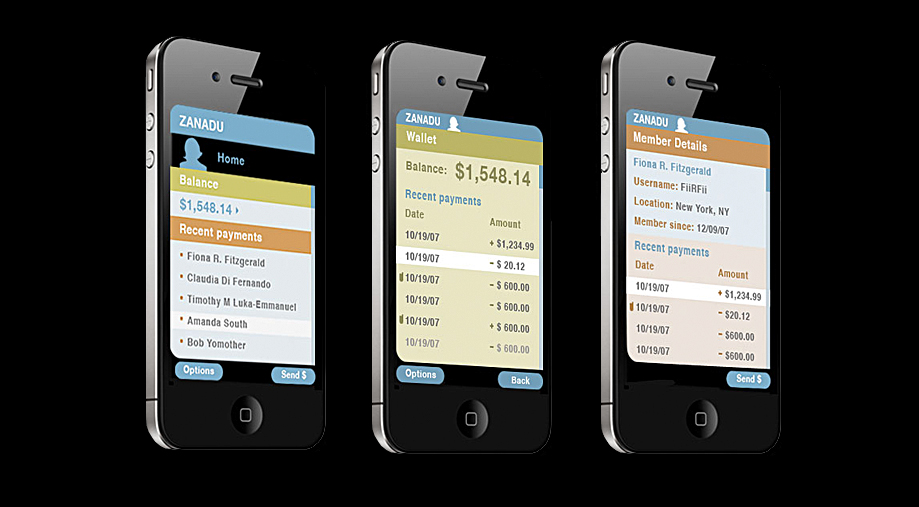 ZANADU
Home
Balance
$1,548.14
Recent payments
Fiona R. Fitzgerald
Claudia Di Fernando
Timothy M Luka-Emmanuel
Amanda South
Bob Yomother
Options Send $
ZANADU
Wallet
Balance: $1,548.14
Recent payments
Date Amount
10/19/07 + $1,234.99
10/19/07 - $ 20.12
10/19/07 - $ 600.00
10/19/07 - $ 600.00
10/19/07 + $ 600.00
10/19/07 - $ 600.00
Options Back
ZANADU
Member Details
Fiona R. Fitzgerald
Username: FiiRFii
Location: New York, NY
Member since: 12/09/07
Recent payments
Date Amount
10/19/07 + $1,234.99
10/19/07 - $20.12
10/19/07 - $600.00
10/19/07 - $600.00
Send $